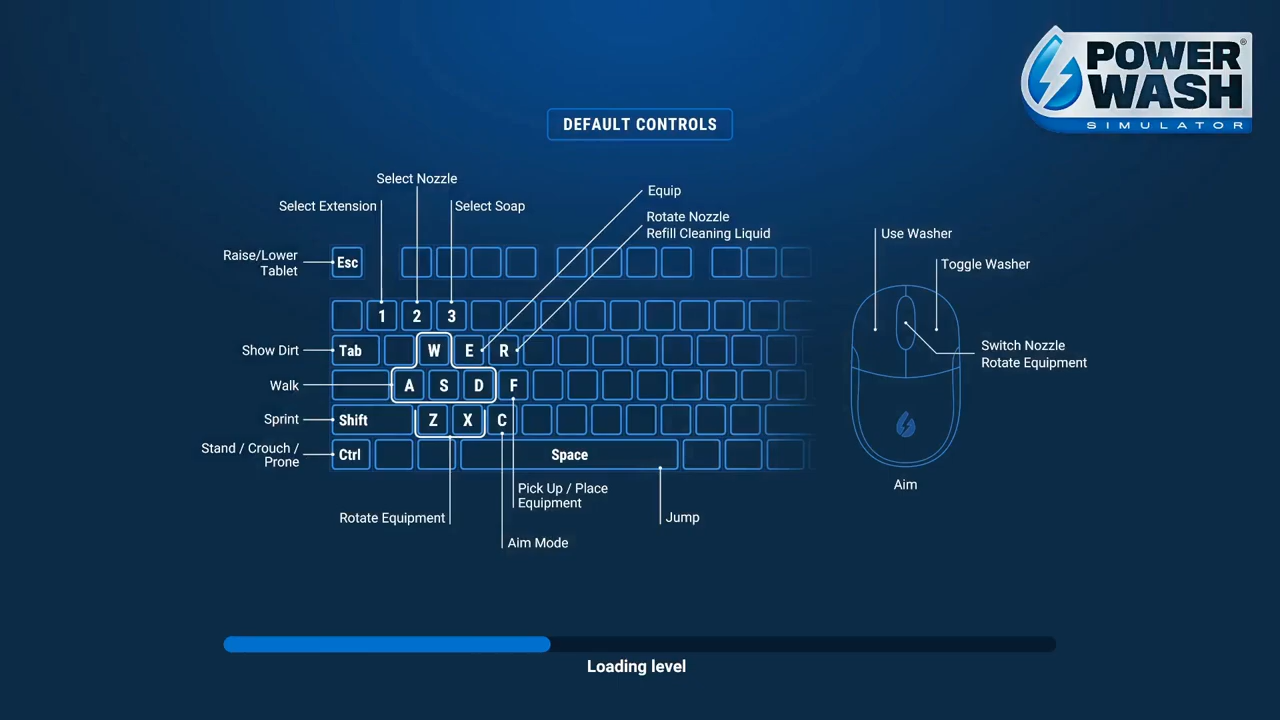 POWER
WASH
SIMULATOR
DEFAULT CONTROLS
Select Nozzle
Select Extension
Select Soap
Equip
Rotate Nozzle
Refill Cleaning Liquid
Raise/Lower
Tablet
Esc
1 2 3
Show Dirt
Tab W E R
Walk
A S D F
Sprint
Shift Z X C
Stand / Crouch /
Prone
Ctrl Space
Pick Up / Place
Equipment
Rotate Equipment
Jump
Aim Mode
Use Washer
Toggle Washer
Switch Nozzle
Rotate Equipment
Aim
Loading level